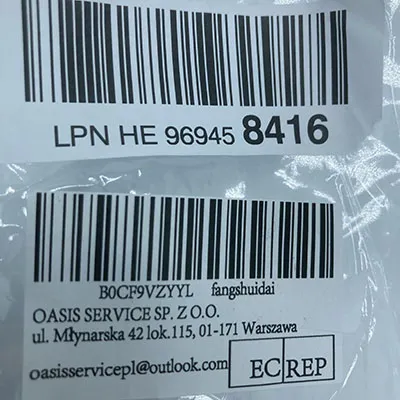 LPN HE 96945 8416
B0CF9VZYYL fangshuidai
OASIS SERVICE SP. Z O.O.
ul. Młynarska 42 lok.115, 01-171 Warszawa
oasisservicepl@outlook.com EC REP